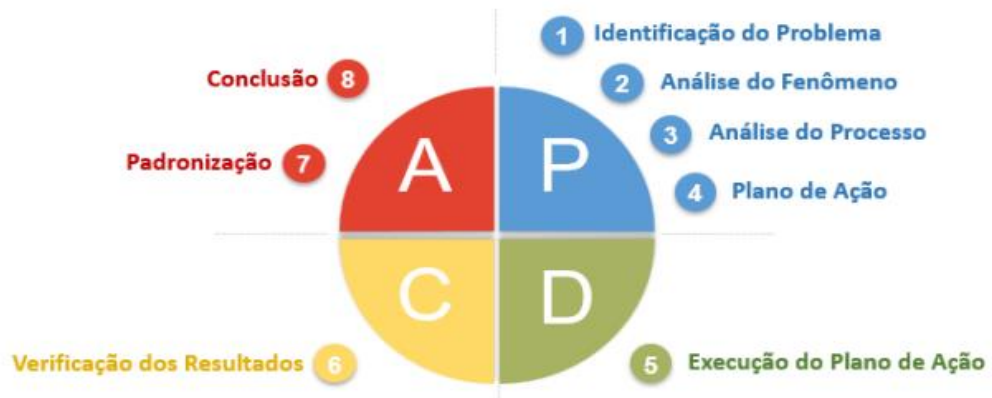 1 Identificação do Problema
2 Análise do Fenômeno
3 Análise do Processo
4 Plano de Ação
Conclusão 8
Padronização 7
A P
C D
Verificação dos Resultados 6
5 Execução do Plano de Ação